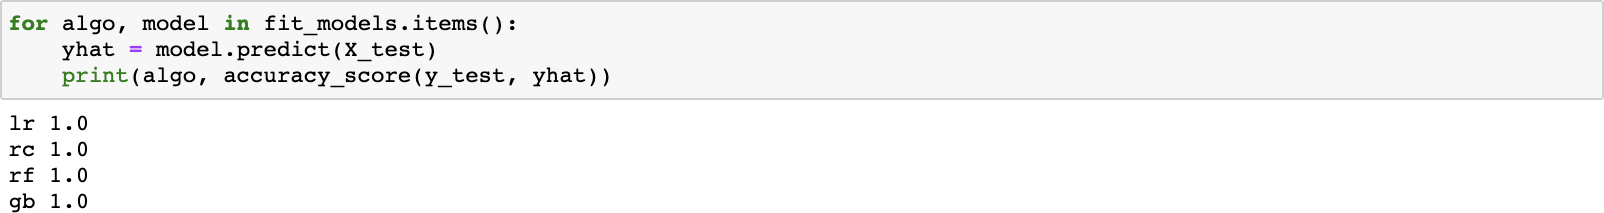 for algo, model in fit_models.items():
    yhat = model.predict(X_test)
    print(algo, accuracy_score(y_test, yhat))
lr 1.0
rc 1.0
rf 1.0
gb 1.0